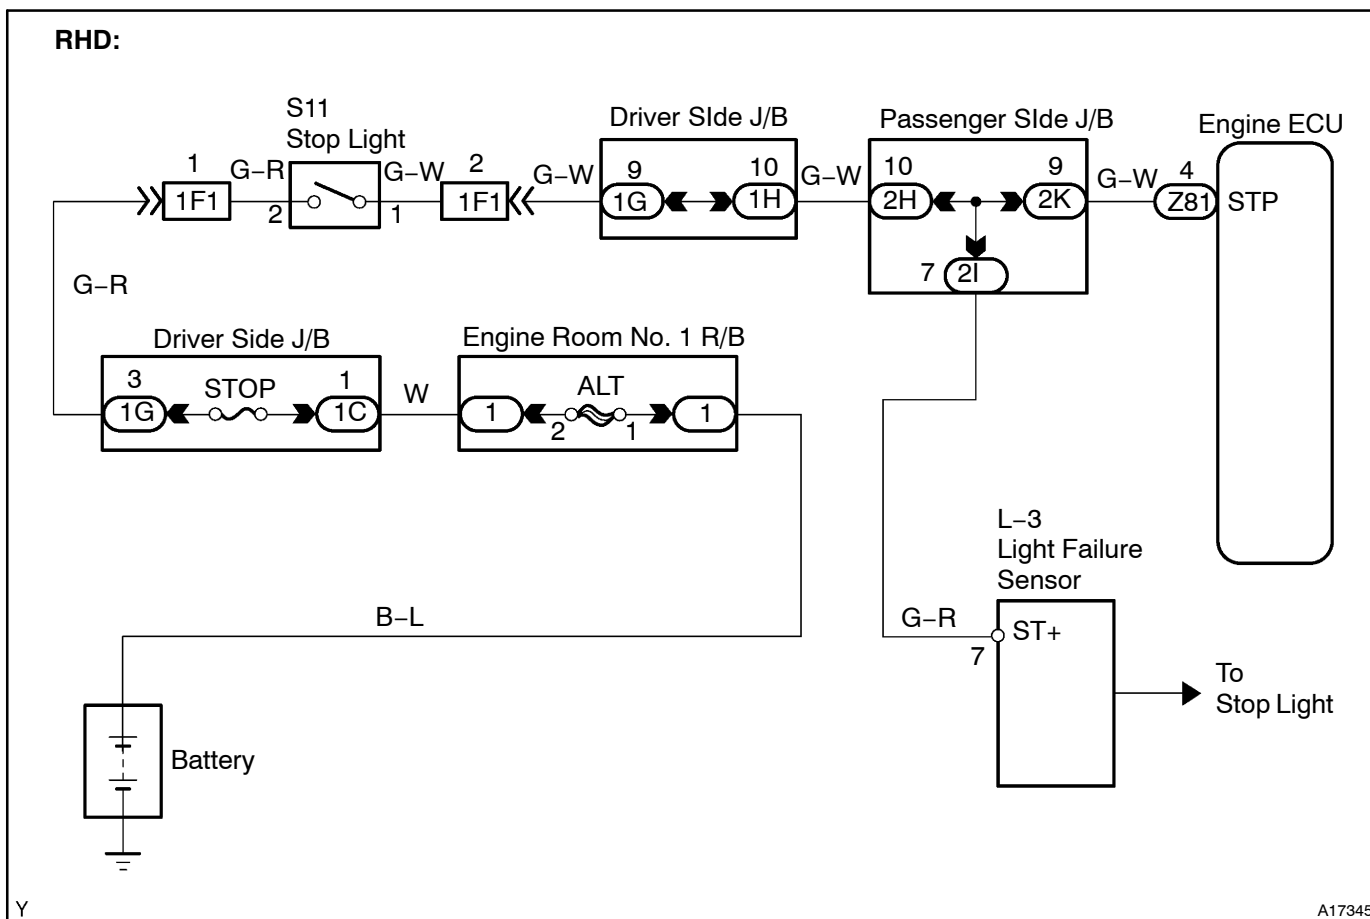 RHD:
S11
Stop Light
Driver SIde J/B
Passenger SIde J/B
Engine ECU
1
G–R
G–W
2
G–W
9
10
G–W
10
9
G–W
4
1F1
2
1
1F1
1G
1H
2H
2K
Z81
STP
7
2I
G–R
Driver Side J/B
Engine Room No. 1 R/B
3
STOP
1
W
ALT
1G
1C
1
2
1
1
L–3
Light Failure
Sensor
B–L
G–R
7
ST+
To
Stop Light
Battery
Y
A17345